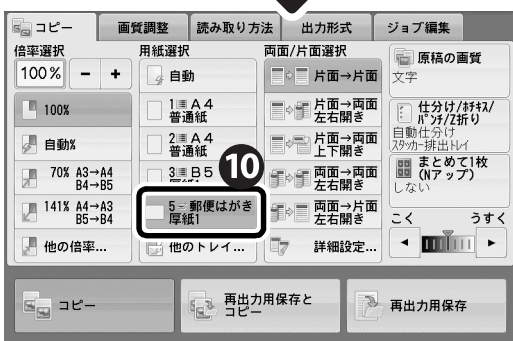 コピー
画質調整
読み取り方法
出力形式
ジョブ編集
倍率選択
100%
-
+
100%
自動%
70% A3→A4
B4→B5
141% A4→A3
B5→B4
他の倍率...
用紙選択
自動
1 A4
普通紙
2 A4
普通紙
3 B5
10
5 郵便はがき
厚紙1
他のトレイ...
両面/片面選択
片面→片面
片面→両面
左右開き
片面→両面
上下開き
両面→両面
左右開き
両面→片面
左右開き
詳細設定...
原稿の画質
文字
仕分け/ホチキス/
パンチ/Z折り
自動仕分け
スタッカー排出トレイ
まとめて1枚
(Nアップ)
しない
こく
うすく
コピー
再出力用保存と
コピー
再出力用保存